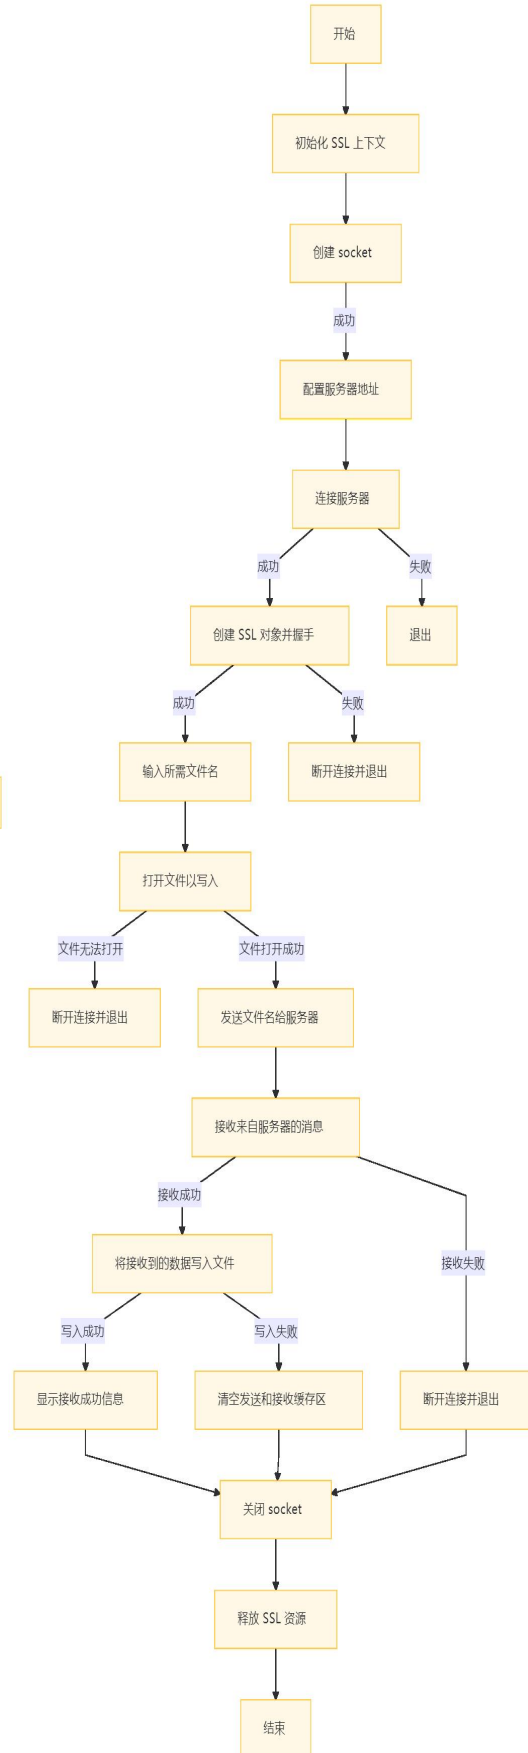 开始
初始化 SSL 上下文
创建 socket
成功
配置服务器地址
连接服务器
成功
失败
创建 SSL 对象并握手
退出
成功
失败
输入所需文件名
断开连接并退出
打开文件以写入
文件无法打开
文件打开成功
断开连接并退出
发送文件名给服务器
接收来自服务器的消息
接收成功
将接收到的数据写入文件
接收失败
写入成功
写入失败
显示接收成功信息
清空发送和接收缓存区
断开连接并退出
关闭 socket
释放 SSL 资源
结束